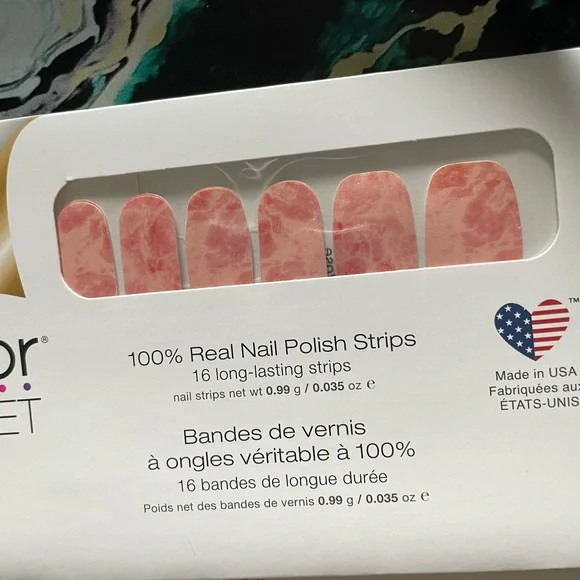 or®
ET
100% Real Nail Polish Strips
16 long-lasting strips
nail strips net wt 0.99 g / 0.035 oz e
Bandes de vernis
à ongles véritable à 100%
16 bandes de longue durée
Poids net des bandes de vernis 0.99 g / 0.035 oz e
TM
Made in USA
Fabriquées aux
ÉTATS-UNIS